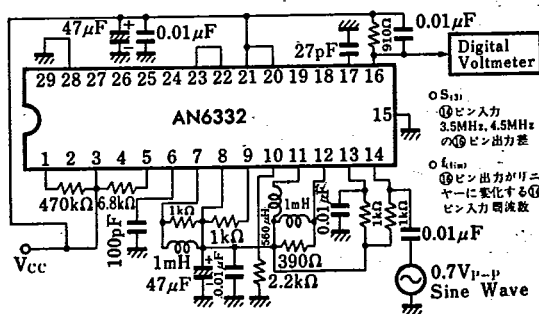 47μF
0.01μF
27pF
910Ω
0.01μF
Digital
Voltmeter
29 28 27 26 25 24 23 22 21 20 19 18 17 16
AN6332
15
1 2 3 4 5 6 7 8 9 10 11 12 13 14
S(3)
⑭ピン入力
3.5MHz, 4.5MHz
の⑯ピン出力差
f(lim)
⑯ピン出力がリニ
ヤーに変化する⑭
ピン入力周波数
470kΩ
6.8kΩ
100pF
1kΩ
1mH
1kΩ
47μF
0.01μF
560μH
1mH
390Ω
2.2kΩ
0.01μF
1kΩ
1kΩ
0.01μF
VCC
0.7VP-P
Sine Wave